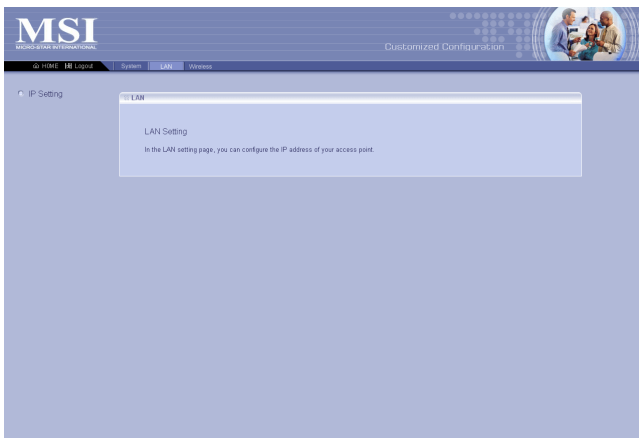 MSI
MICRO-STAR INTERNATIONAL
Customized Configuration
HOME Logout System LAN Wireless
IP Setting
LAN
LAN Setting
In the LAN setting page, you can configure the IP address of your access point.